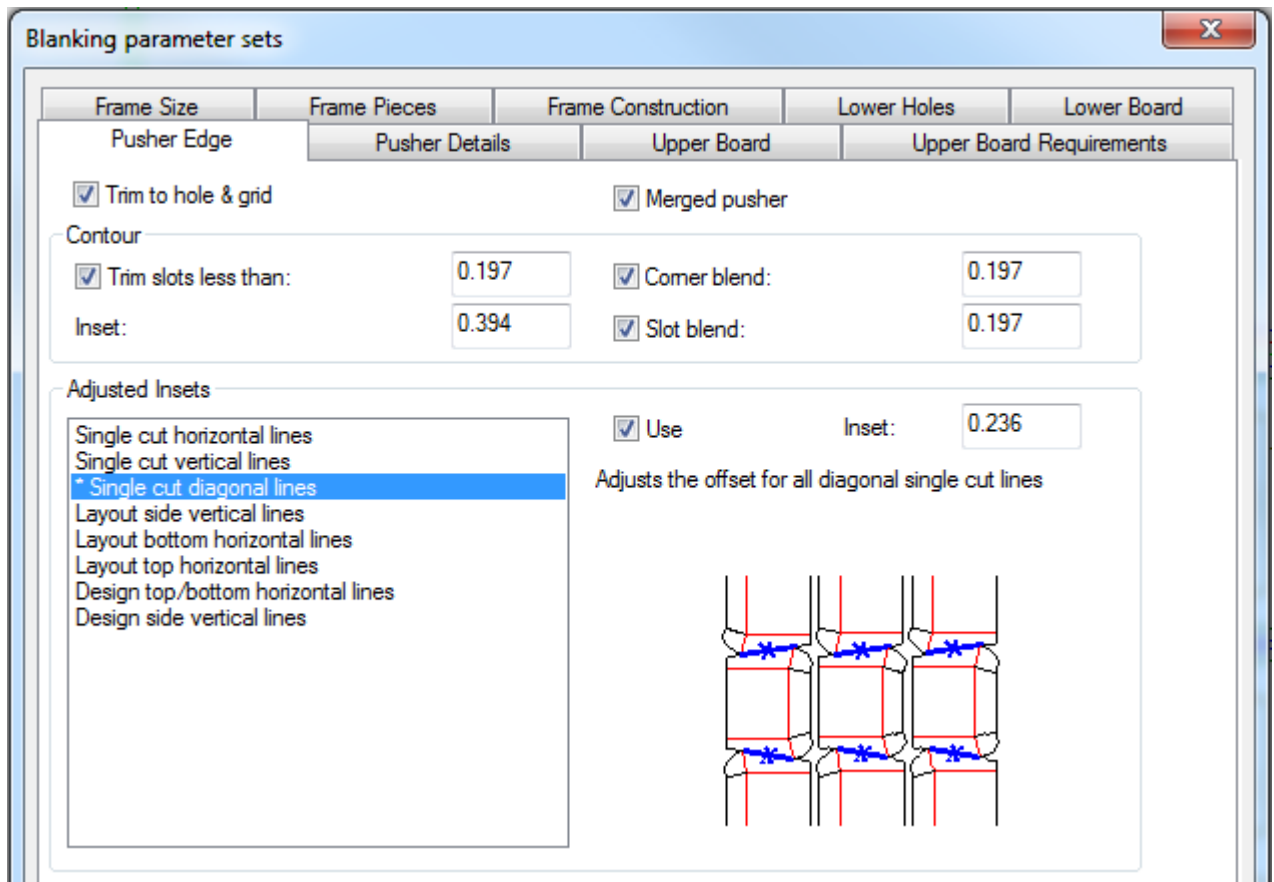 Blanking parameter sets
X
Frame Size Frame Pieces Frame Construction Lower Holes Lower Board
Pusher Edge Pusher Details Upper Board Upper Board Requirements
Trim to hole & grid Merged pusher
Contour
Trim slots less than: 0.197 Corner blend: 0.197
Inset: 0.394 Slot blend: 0.197
Adjusted Insets
Single cut horizontal lines
Single cut vertical lines
* Single cut diagonal lines
Layout side vertical lines
Layout bottom horizontal lines
Layout top horizontal lines
Design top/bottom horizontal lines
Design side vertical lines
Use Inset: 0.236
Adjusts the offset for all diagonal single cut lines